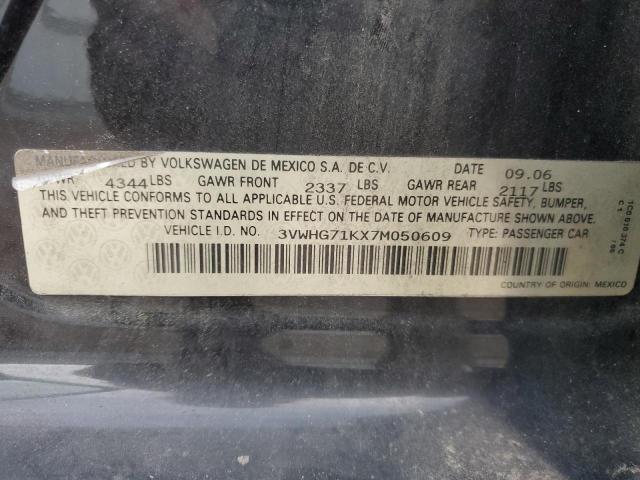 MANUFACTURED BY VOLKSWAGEN DE MEXICO S.A. DE C.V. DATE 09.06
4344 LBS GAWR FRONT 2337 LBS GAWR REAR 2117 LBS
THIS VEHICLE CONFORMS TO ALL APPLICABLE U.S. FEDERAL MOTOR VEHICLE SAFETY, BUMPER,
AND THEFT PREVENTION STANDARDS IN EFFECT ON THE DATE OF MANUFACTURE SHOWN ABOVE.
VEHICLE I.D. NO. 3VWHG71KX7M050609 TYPE: PASSENGER CAR
COUNTRY OF ORIGIN: MEXICO